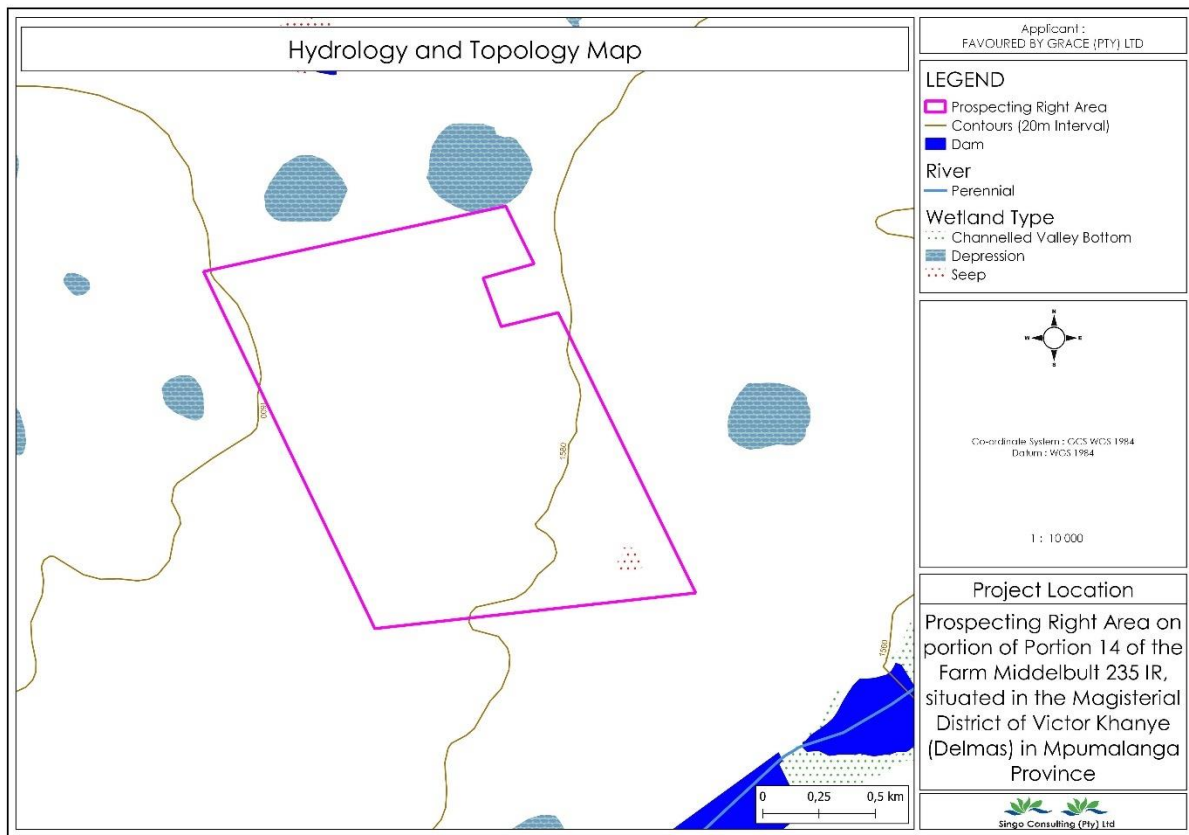 Hydrology and Topology Map
1600
1580
1580
0 0,25 0,5 km
Applicant :
FAVOURED BY GRACE (PTY) LTD
LEGEND
Prospecting Right Area
Contours (20m Interval)
Dam
River
Perennial
Wetland Type
Channelled Valley Bottom
Depression
Seep
N
W E
S
Co-ordinate System : GCS WGS 1984
Datum : WGS 1984
1 : 10 000
Project Location
Prospecting Right Area on
portion of Portion 14 of the
Farm Middelbult 235 IR,
situated in the Magisterial
District of Victor Khanye
(Delmas) in Mpumalanga
Province
Singo Consulting (Pty) Ltd